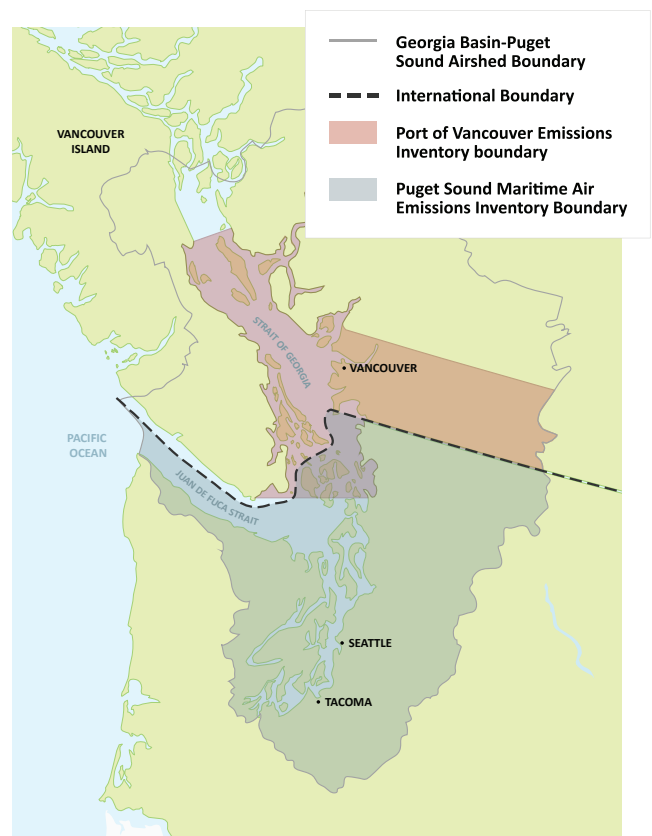 Georgia Basin-Puget
Sound Airshed Boundary
International Boundary
Port of Vancouver Emissions
Inventory boundary
Puget Sound Maritime Air
Emissions Inventory Boundary
VANCOUVER
ISLAND
STRAIT OF GEORGIA
VANCOUVER
PACIFIC
OCEAN
JUAN DE FUCA STRAIT
SEATTLE
TACOMA